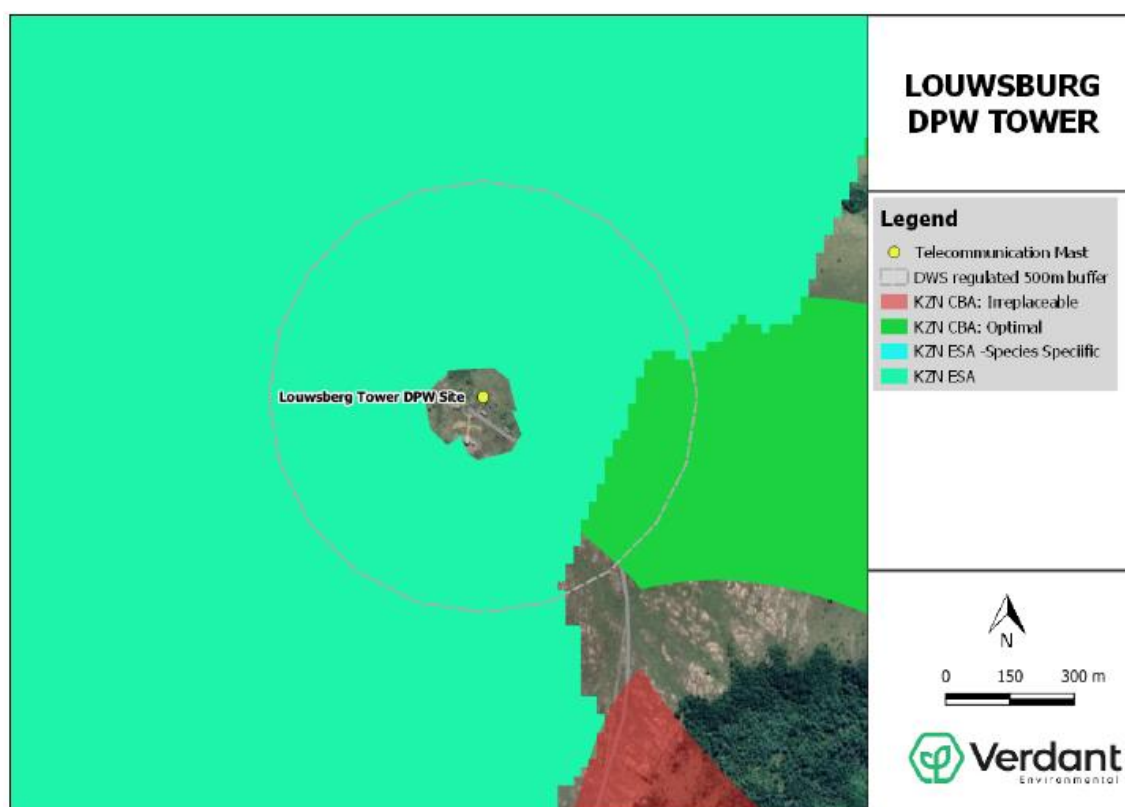 LOUWSBURG
DPW TOWER
Legend
Telecommunication Mast
DWS regulated 500m buffer
KZN CBA: Irreplaceable
KZN CBA: Optimal
KZN ESA -Species Speciific
KZN ESA
Louwsberg Tower DPW Site
N
0 150 300 m
Verdant
Environmental